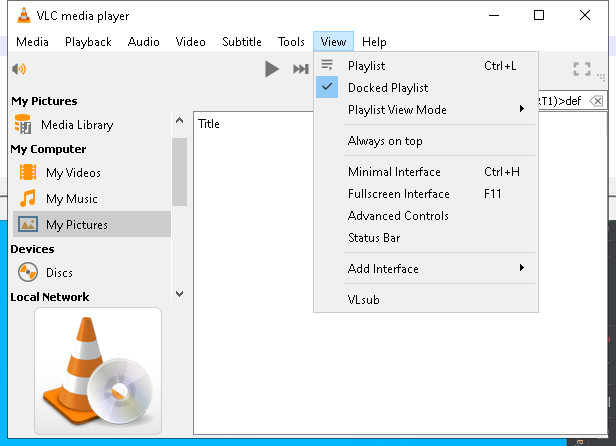 VLC media player
Media Playback Audio Video Subtitle Tools View Help
Playlist Ctrl+L
Docked Playlist
Playlist View Mode
Always on top
Minimal Interface Ctrl+H
Fullscreen Interface F11
Advanced Controls
Status Bar
Add Interface
VLsub
RT1)>def
My Pictures
Media Library
My Computer
My Videos
My Music
My Pictures
Devices
Discs
Local Network
Title